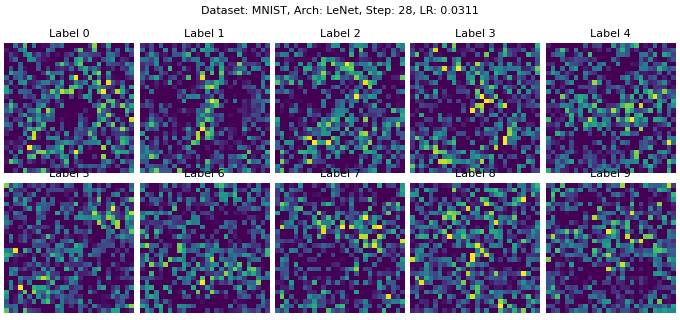 Dataset: MNIST, Arch: LeNet, Step: 28, LR: 0.0311
Label 0 Label 1 Label 2 Label 3 Label 4
Label 5 Label 6 Label 7 Label 8 Label 9